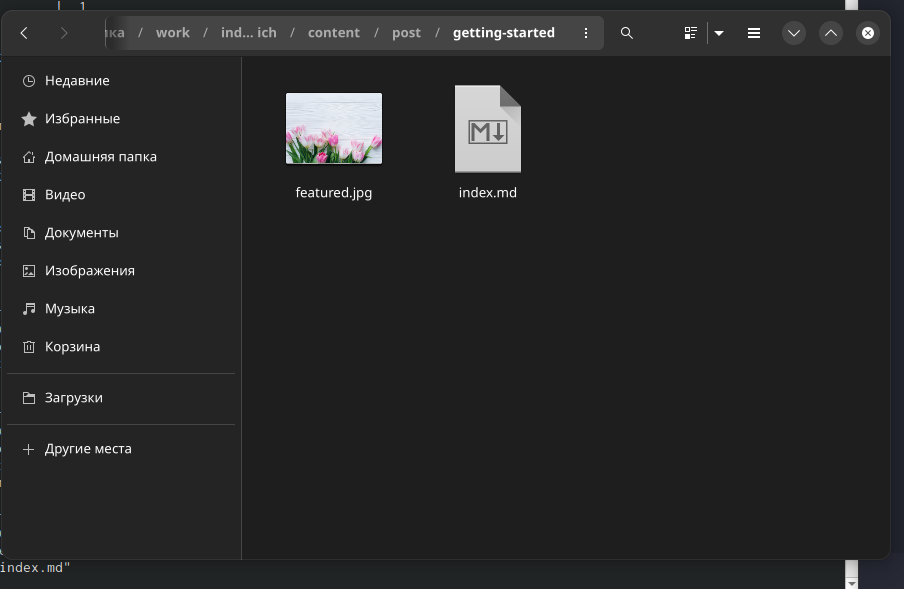 1
work / ind... ich / content / post / getting-started
Недавние
Избранные
Домашняя папка
Видео
Документы
Изображения
Музыка
Корзина
Загрузки
Другие места
featured.jpg
M
index.md
index.md"